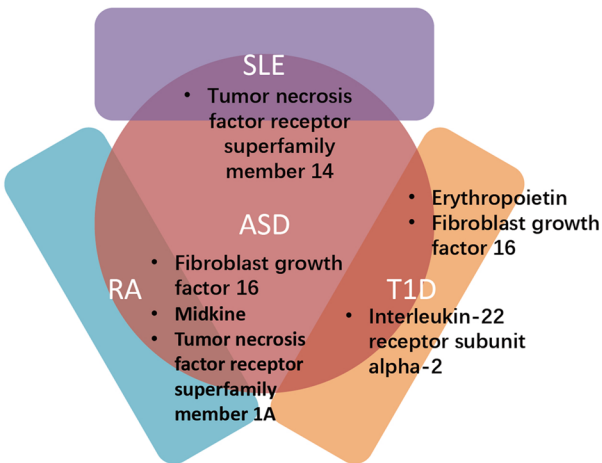 SLE
• Tumor necrosis
factor receptor
superfamily
member 14
• Erythropoietin
• Fibroblast growth
factor 16
ASD
• Fibroblast growth
factor 16
• Midkine
• Tumor necrosis
factor receptor
superfamily
member 1A
RA
T1D
• Interleukin-22
receptor subunit
alpha-2